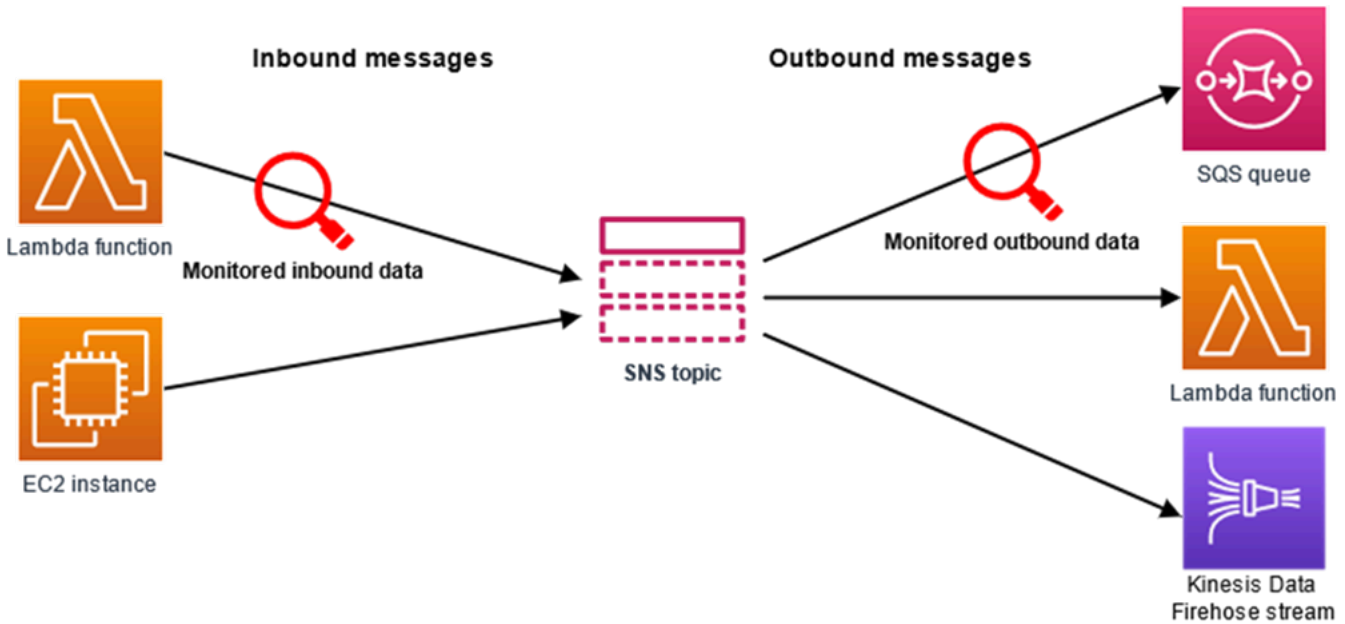 Inbound messages
Outbound messages
Lambda function
Monitored inbound data
EC2 instance
SNS topic
Monitored outbound data
SQS queue
Lambda function
Kinesis Data
Firehose stream